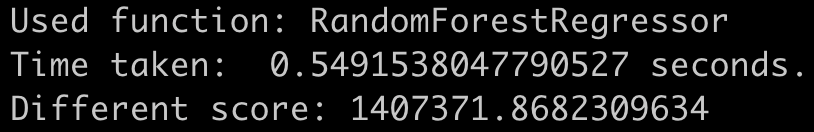 Used function: RandomForestRegressor
Time taken:  0.5491538047790527 seconds.
Different score: 1407371.8682309634